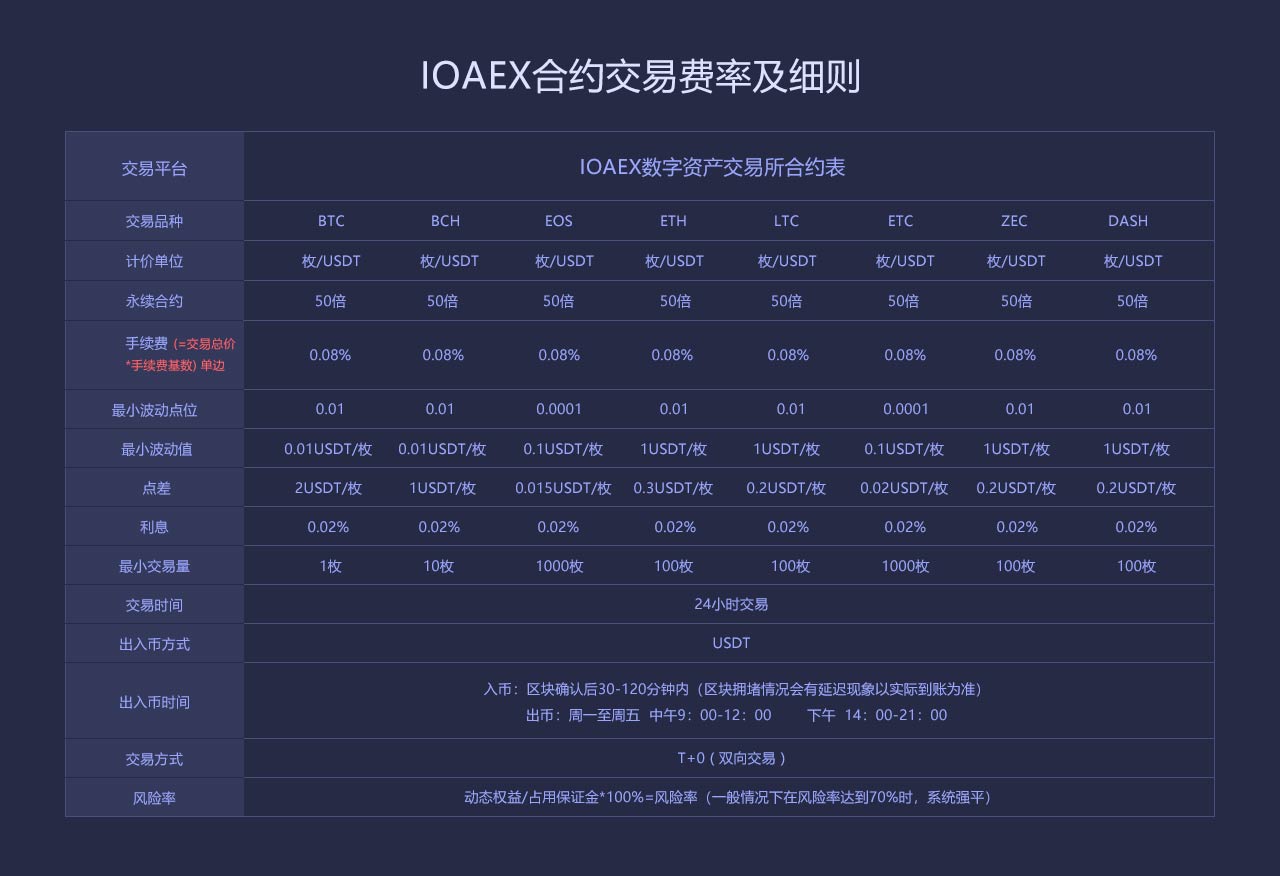 IOAEX合约交易费率及细则
交易平台 IOAEX数字资产交易所合约表
交易品种 BTC BCH EOS ETH LTC ETC ZEC DASH
计价单位 枚/USDT 枚/USDT 枚/USDT 枚/USDT 枚/USDT 枚/USDT 枚/USDT 枚/USDT
永续合约 50倍 50倍 50倍 50倍 50倍 50倍 50倍 50倍
手续费 (=交易总价
*手续费基数) 单边
0.08% 0.08% 0.08% 0.08% 0.08% 0.08% 0.08% 0.08%
最小波动点位 0.01 0.01 0.0001 0.01 0.01 0.0001 0.01 0.01
最小波动值 0.01USDT/枚 0.01USDT/枚 0.1USDT/枚 1USDT/枚 1USDT/枚 0.1USDT/枚 1USDT/枚 1USDT/枚
点差 2USDT/枚 1USDT/枚 0.015USDT/枚 0.3USDT/枚 0.2USDT/枚 0.02USDT/枚 0.2USDT/枚 0.2USDT/枚
利息 0.02% 0.02% 0.02% 0.02% 0.02% 0.02% 0.02% 0.02%
最小交易量 1枚 10枚 1000枚 100枚 100枚 1000枚 100枚 100枚
交易时间 24小时交易
出入币方式 USDT
出入币时间
入币：区块确认后30-120分钟内（区块拥堵情况会有延迟现象以实际到账为准）
出币：周一至周五 中午9：00-12：00 下午 14：00-21：00
交易方式 T+0 ( 双向交易 )
风险率 动态权益/占用保证金*100%=风险率（一般情况下在风险率达到70%时，系统强平）